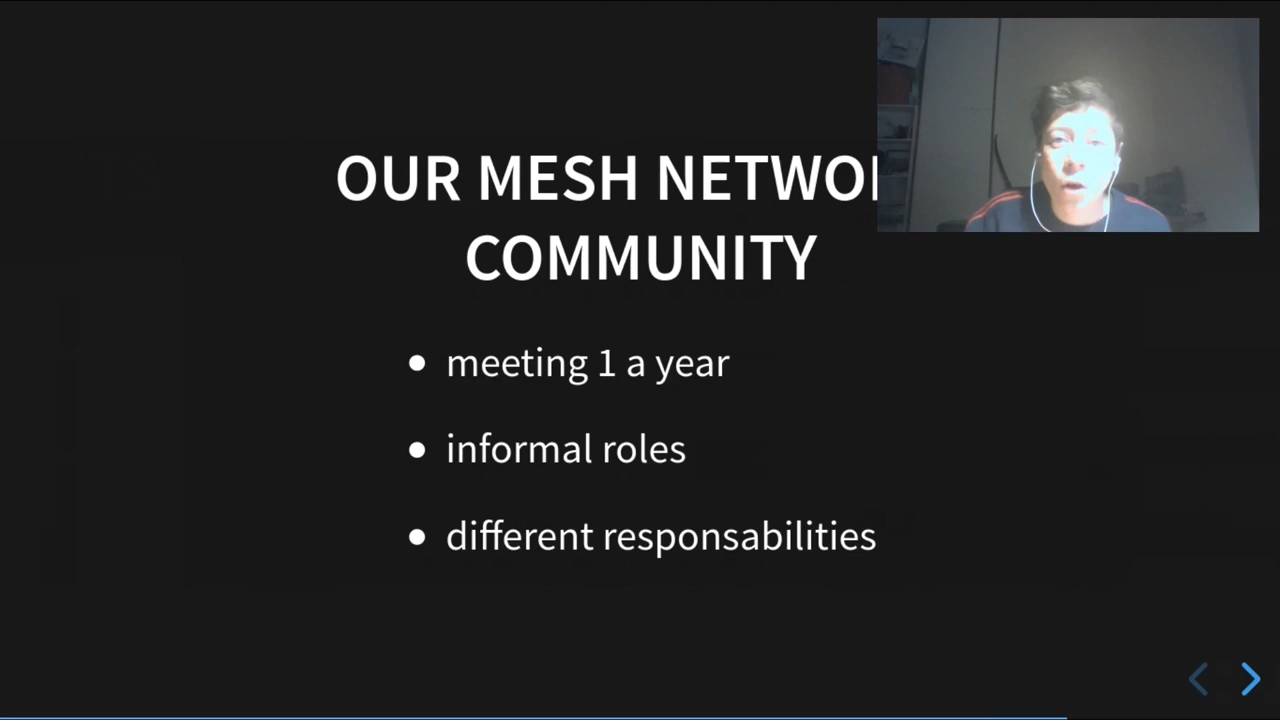 OUR MESH NETWO
COMMUNITY
meeting 1 a year
informal roles
different responsabilities